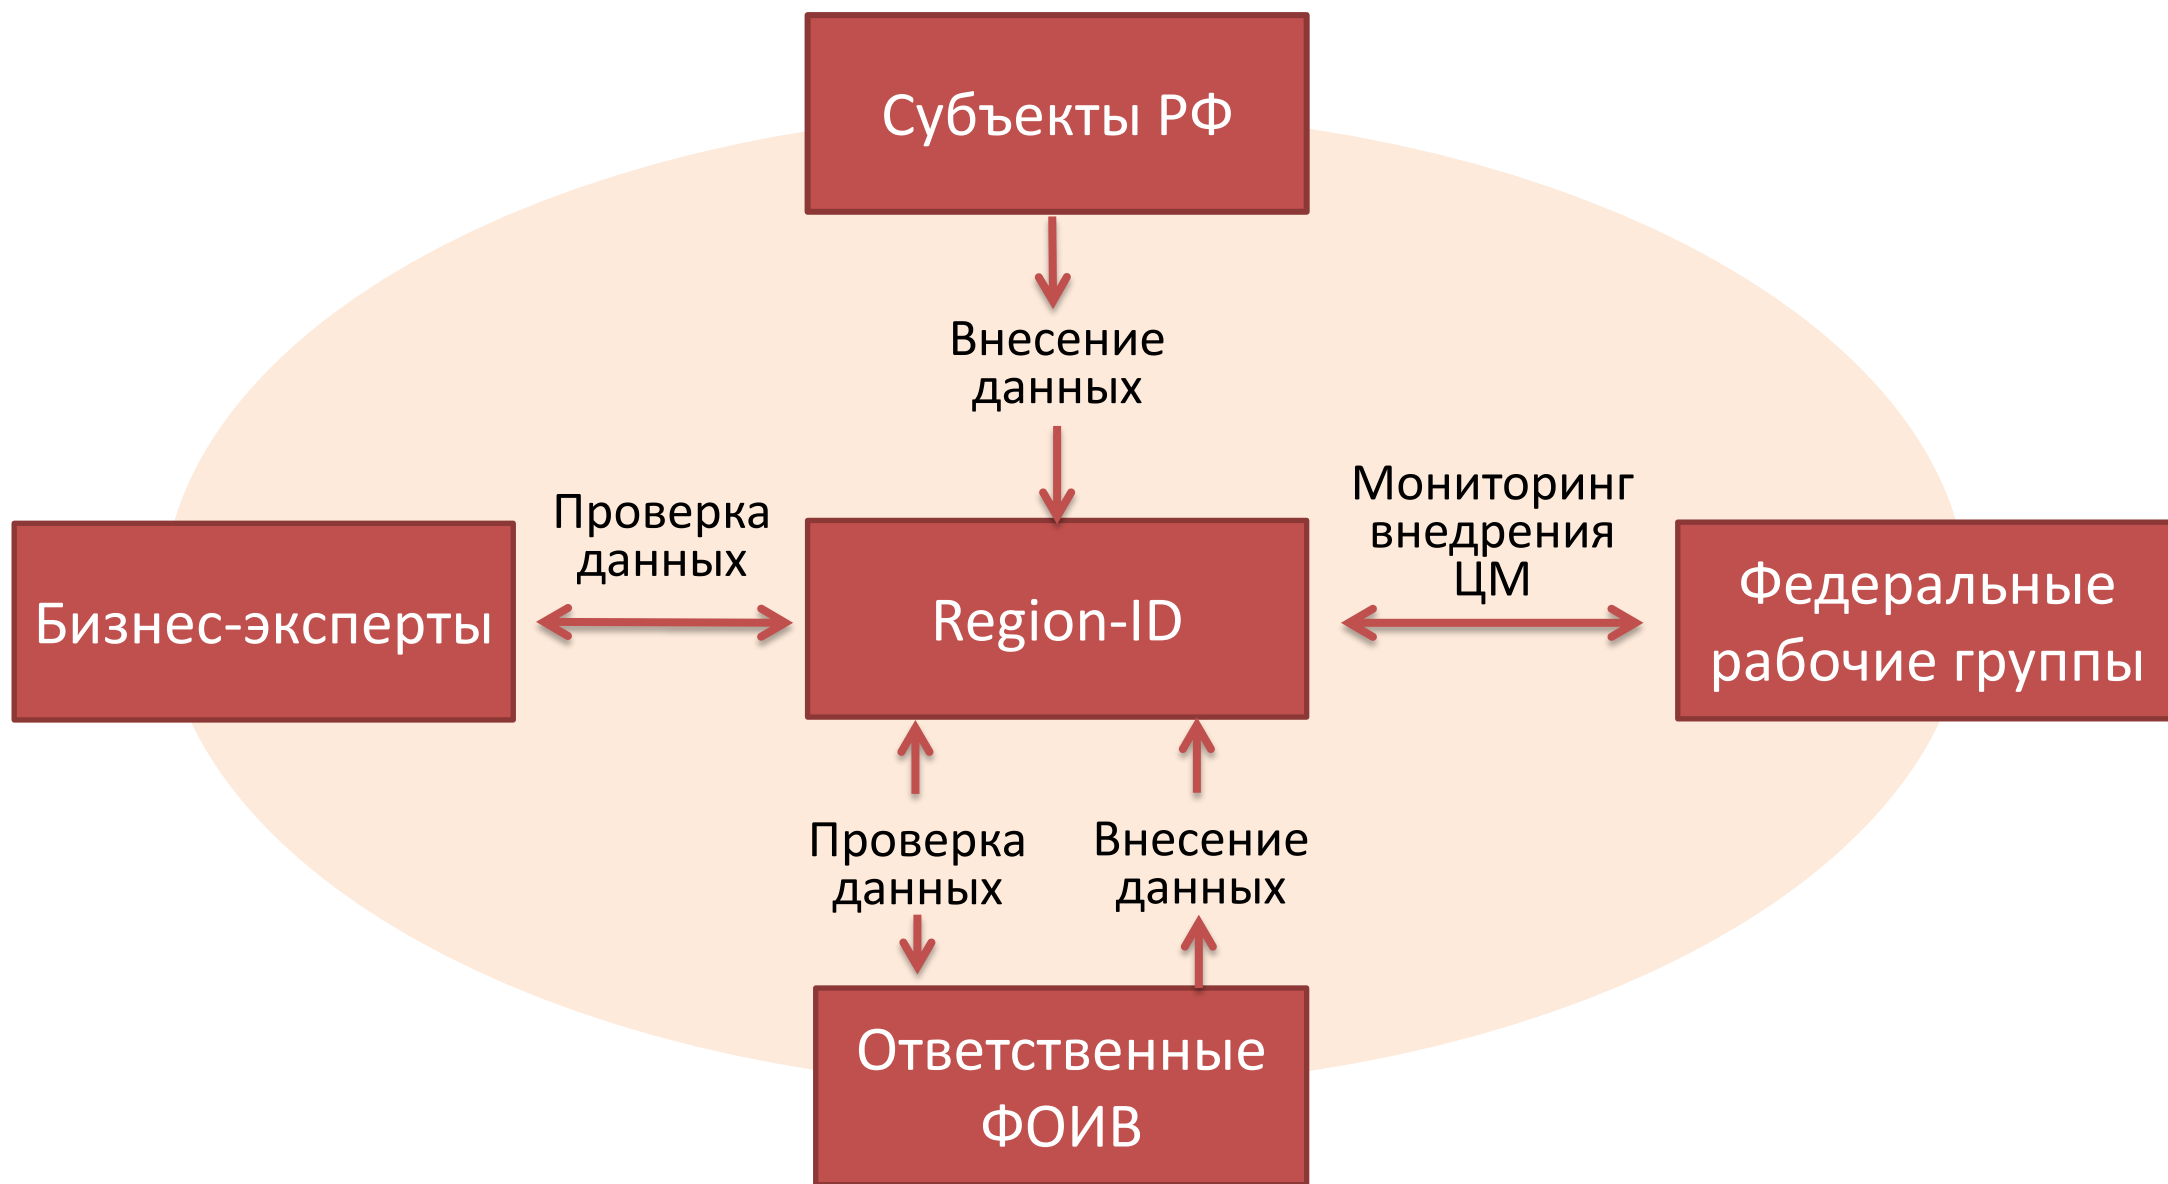 Субъекты РФ
Внесение
данных
Проверка
данных
Мониторинг
внедрения
ЦМ
Бизнес-эксперты
Region-ID
Федеральные
рабочие группы
Проверка
данных
Внесение
данных
Ответственные
ФОИВ